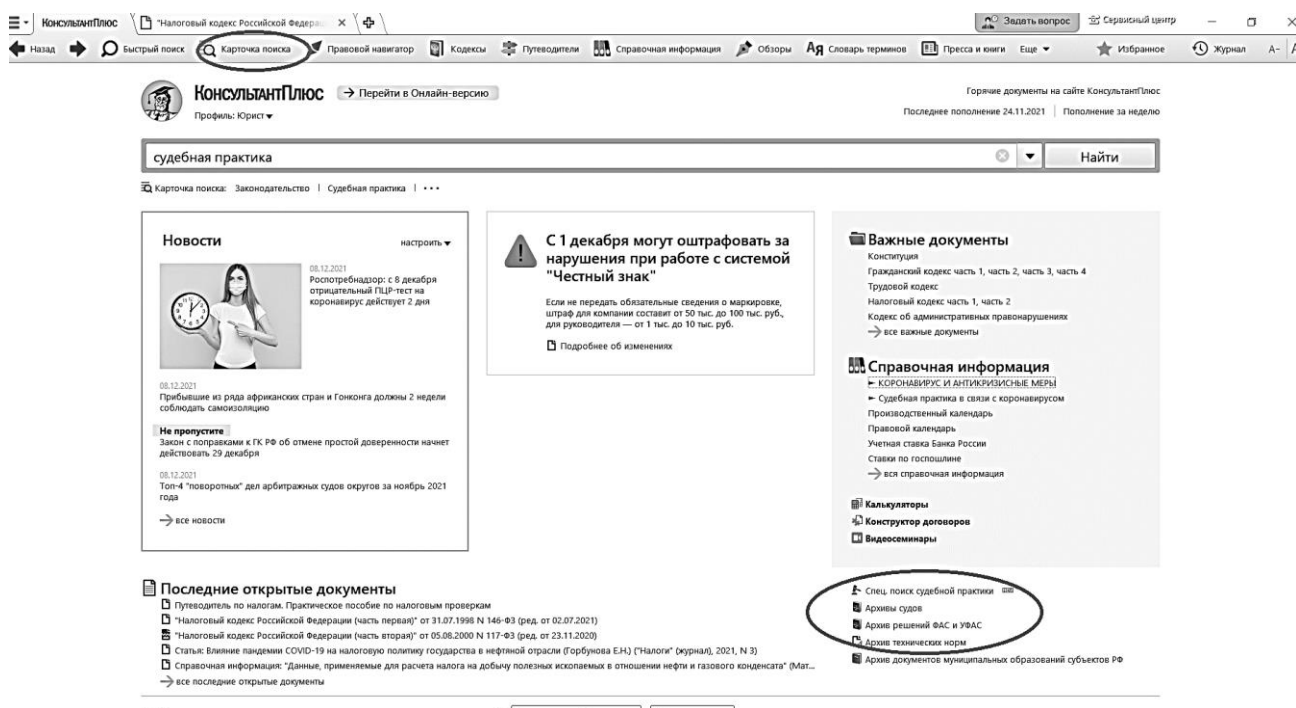 КонсультантПлюс "Налоговый кодекс Российской Федерац Задать вопрос Сервисный центр
Назад Быстрый поиск Карточка поиска Правовой навигатор Кодексы Путеводители Справочная информация Обзоры Aя Словарь терминов Пресса и книги Еще Избранное Журнал A-
КонсультантПлюс → Перейти в Онлайн-версию
Профиль: Юрист
Горячие документы на сайте КонсультантПлюс
Последнее пополнение 24.11.2021 | Пополнение за неделю
судебная практика Найти
Карточка поиска: Законодательство | Судебная практика | •••
Новости настроить
08.12.2021
Роспотребнадзор: с 8 декабря
отрицательный ПЦР-тест на
коронавирус действует 2 дня
08.12.2021
Прибывшие из ряда африканских стран и Гонконга должны 2 недели
соблюдать самоизоляцию
Не пропустите
Закон с поправками к ГК РФ об отмене простой доверенности начнет
действовать 29 декабря
08.12.2021
Топ-4 "поворотных" дел арбитражных судов округов за ноябрь 2021
года
→ все новости
С 1 декабря могут оштрафовать за
нарушения при работе с системой
"Честный знак"
Если не передать обязательные сведения о маркировке,
штраф для компании составит от 50 тыс. до 100 тыс. руб.,
для руководителя — от 1 тыс. до 10 тыс. руб.
Подробнее об изменениях
Важные документы
Конституция
Гражданский кодекс часть 1, часть 2, часть 3, часть 4
Трудовой кодекс
Налоговый кодекс часть 1, часть 2
Кодекс об административных правонарушениях
→ все важные документы
Справочная информация
КОРОНАВИРУС И АНТИКРИЗИСНЫЕ МЕРЫ
Судебная практика в связи с коронавирусом
Производственный календарь
Правовой календарь
Учетная ставка Банка России
Ставки по госпошлине
→ вся справочная информация
Калькуляторы
Конструктор договоров
Видеосеминары
Последние открытые документы
Путеводитель по налогам. Практическое пособие по налоговым проверкам
"Налоговый кодекс Российской Федерации (часть первая)" от 31.07.1998 N 146-ФЗ (ред. от 02.07.2021)
"Налоговый кодекс Российской Федерации (часть вторая)" от 05.08.2000 N 117-ФЗ (ред. от 23.11.2020)
Статья: Влияние пандемии COVID-19 на налоговую политику государства в нефтяной отрасли (Горбунова Е.Н.) ("Налоги" (журнал), 2021, N 3)
Справочная информация: "Данные, применяемые для расчета налога на добычу полезных ископаемых в отношении нефти и газового конденсата" (Мат...
→ все последние открытые документы
Спец. поиск судебной практики
Архивы судов
Архив решений ФАС и УФАС
Архив технических норм
Архив документов муниципальных образований субъектов РФ